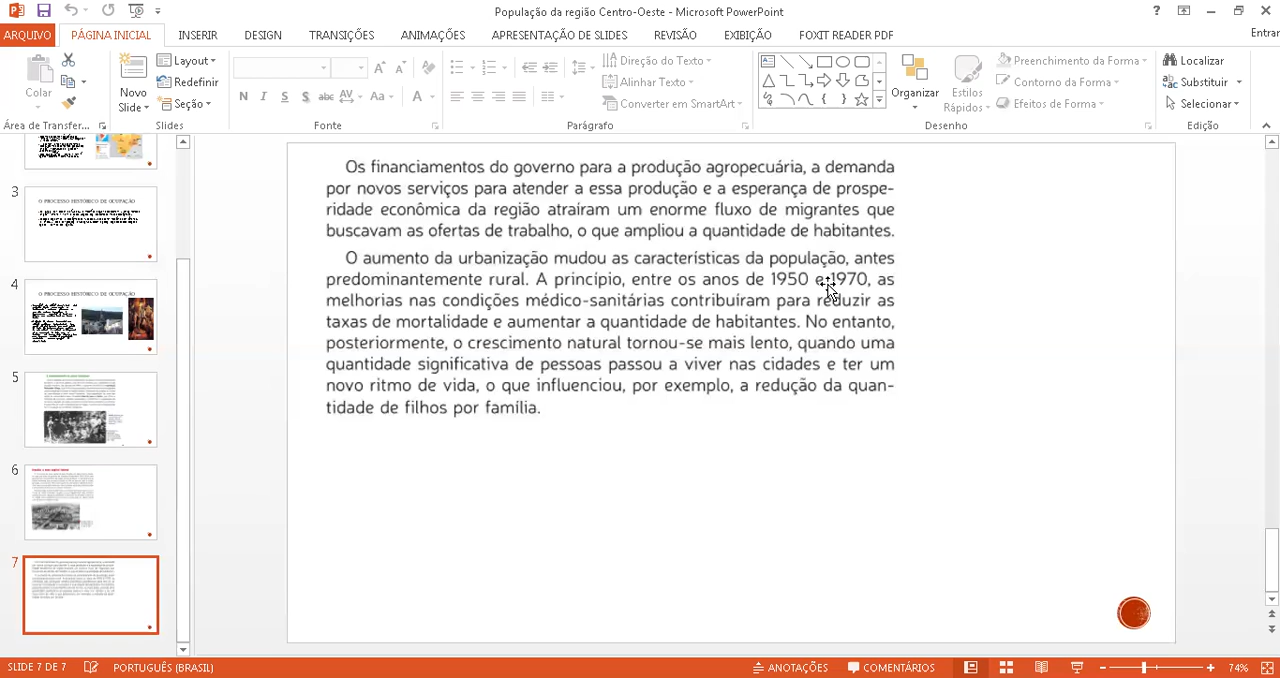 População da região Centro-Oeste - Microsoft PowerPoint
?
ARQUIVO PÁGINA INICIAL INSERIR DESIGN TRANSIÇÕES ANIMAÇÕES APRESENTAÇÃO DE SLIDES REVISÃO EXIBIÇÃO FOXIT READER PDF Entrar
Colar
Novo
Slide
Layout
Redefinir
Seção
N I S S abc AV Aa A
Direção do Texto
Alinhar Texto
Converter em SmartArt
Organizar
Estilos
Rápidos
Preenchimento da Forma
Contorno da Forma
Efeitos de Forma
Localizar
Substituir
Selecionar
Área de Transfer... Slides Fonte Parágrafo Desenho Edição
3
O PROCESSO HISTÓRICO DE OCUPAÇÃO
4
O PROCESSO HISTÓRICO DE OCUPAÇÃO
5
6
7
Os financiamentos do governo para a produção agropecuária, a demanda
por novos serviços para atender a essa produção e a esperança de prospe-
ridade econômica da região atraíram um enorme fluxo de migrantes que
buscavam as ofertas de trabalho, o que ampliou a quantidade de habitantes.
O aumento da urbanização mudou as características da população, antes
predominantemente rural. A princípio, entre os anos de 1950 e 1970, as
melhorias nas condições médico-sanitárias contribuíram para reduzir as
taxas de mortalidade e aumentar a quantidade de habitantes. No entanto,
posteriormente, o crescimento natural tornou-se mais lento, quando uma
quantidade significativa de pessoas passou a viver nas cidades e ter um
novo ritmo de vida, o que influenciou, por exemplo, a redução da quan-
tidade de filhos por família.
SLIDE 7 DE 7 PORTUGUÊS (BRASIL) ANOTAÇÕES COMENTÁRIOS 74%